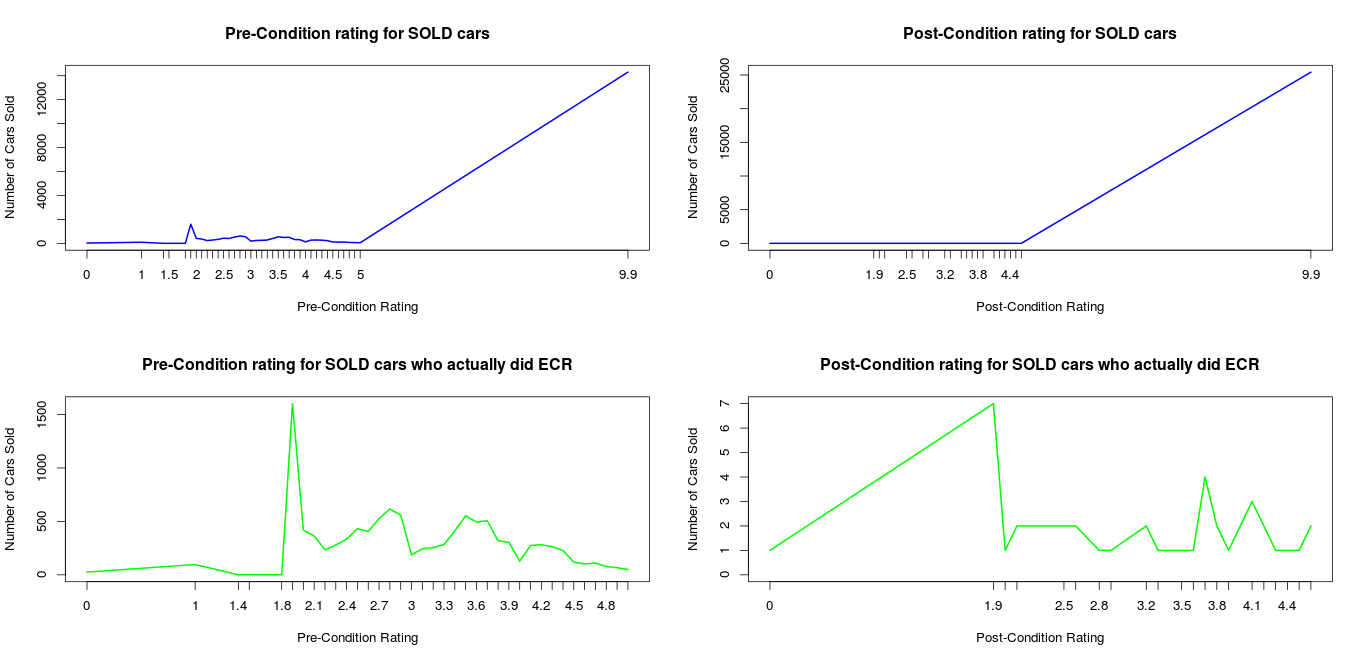 Pre-Condition rating for SOLD cars
Number of Cars Sold
0 4000 8000 12000
0 1 1.5 2 2.5 3 3.5 4 4.5 5 9.9
Pre-Condition Rating
Post-Condition rating for SOLD cars
Number of Cars Sold
0 5000 15000 25000
0 1.9 2.5 3.2 3.8 4.4 9.9
Post-Condition Rating
Pre-Condition rating for SOLD cars who actually did ECR
Number of Cars Sold
0 500 1000 1500
0 1 1.4 1.8 2.1 2.4 2.7 3 3.3 3.6 3.9 4.2 4.5 4.8
Pre-Condition Rating
Post-Condition rating for SOLD cars who actually did ECR
Number of Cars Sold
0 1 2 3 4 5 6 7
0 1.9 2.5 2.8 3.2 3.5 3.8 4.1 4.4
Post-Condition Rating